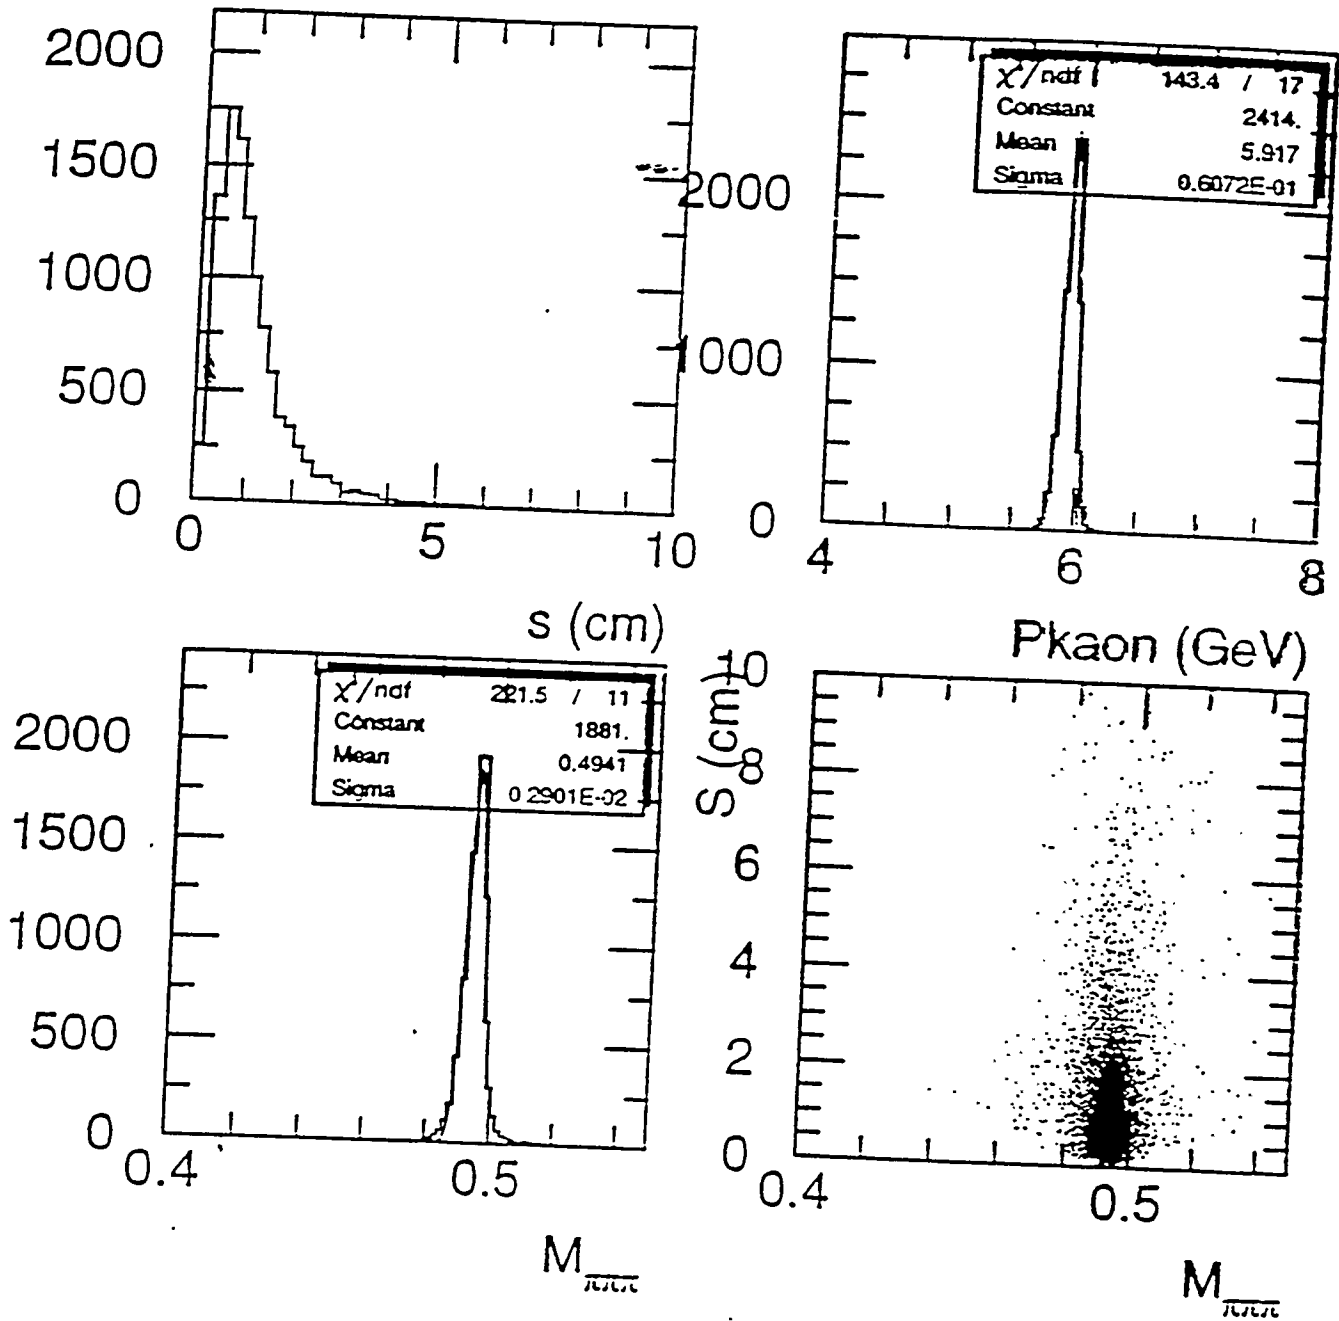 2000
1500
1000
500
0
0 5 10
s (cm)
2000
1000
0
χ²/ndf 143.4 / 17
Constant 2414.
Mean 5.917
Sigma 0.6072E-01
4 6 8
Pkaon (GeV)
2000
1500
1000
500
0
χ²/ndf 221.5 / 11
Constant 1881.
Mean 0.4941
Sigma 0.2901E-02
0.4 0.5
M πππ
S (cm)
10
8
6
4
2
0
0.4 0.5
M πππ